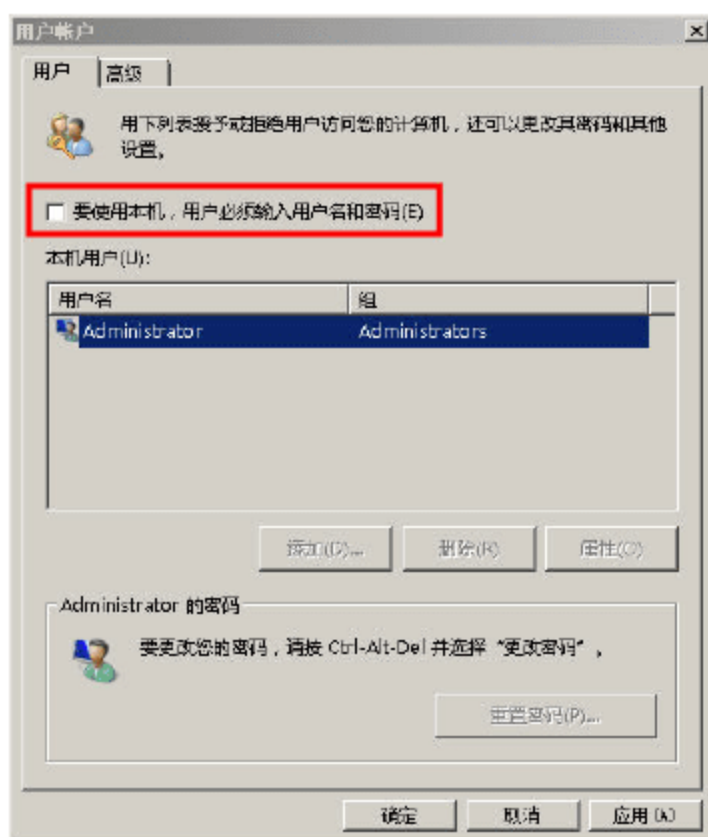 用户帐户
用户
高级
用下列表授予或拒绝用户访问您的计算机，还可以更改其密码和其他
设置。
要使用本机，用户必须输入用户名和密码(E)
本机用户(U):
用户名 组
Administrator Administrators
添加(D)... 删除(R) 属性(O)
Administrator 的密码
要更改您的密码，请按 Ctrl-Alt-Del 并选择 “更改密码”。
重置密码(P)...
确定 取消 应用(A)